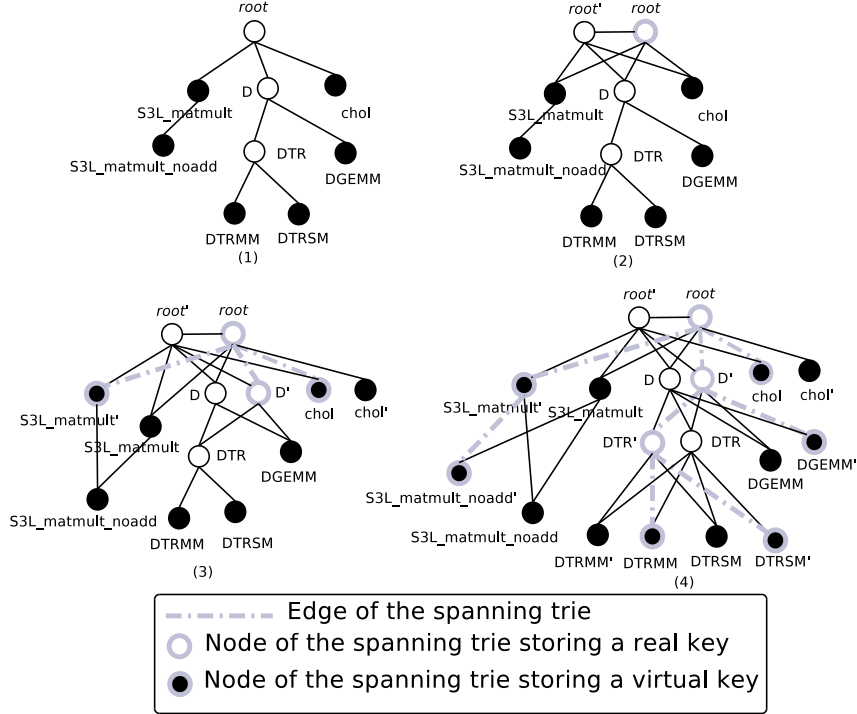 root
D
S3L_matmult
chol
S3L_matmult_noadd
DTR
DGEMM
DTRMM
DTRSM
(1)
root'
root
D
S3L_matmult
chol
S3L_matmult_noadd
DTR
DGEMM
DTRMM
DTRSM
(2)
root'
root
D
D'
S3L_matmult'
chol
chol'
S3L_matmult
DTR
DGEMM
S3L_matmult_noadd
DTRMM
DTRSM
(3)
root'
root
D
D'
chol
chol'
S3L_matmult'
S3L_matmult
DTR'
DTR
DGEMM'
DGEMM
S3L_matmult_noadd'
S3L_matmult_noadd
DTRMM'
DTRMM
DTRSM
DTRSM'
(4)
Edge of the spanning trie
Node of the spanning trie storing a real key
Node of the spanning trie storing a virtual key